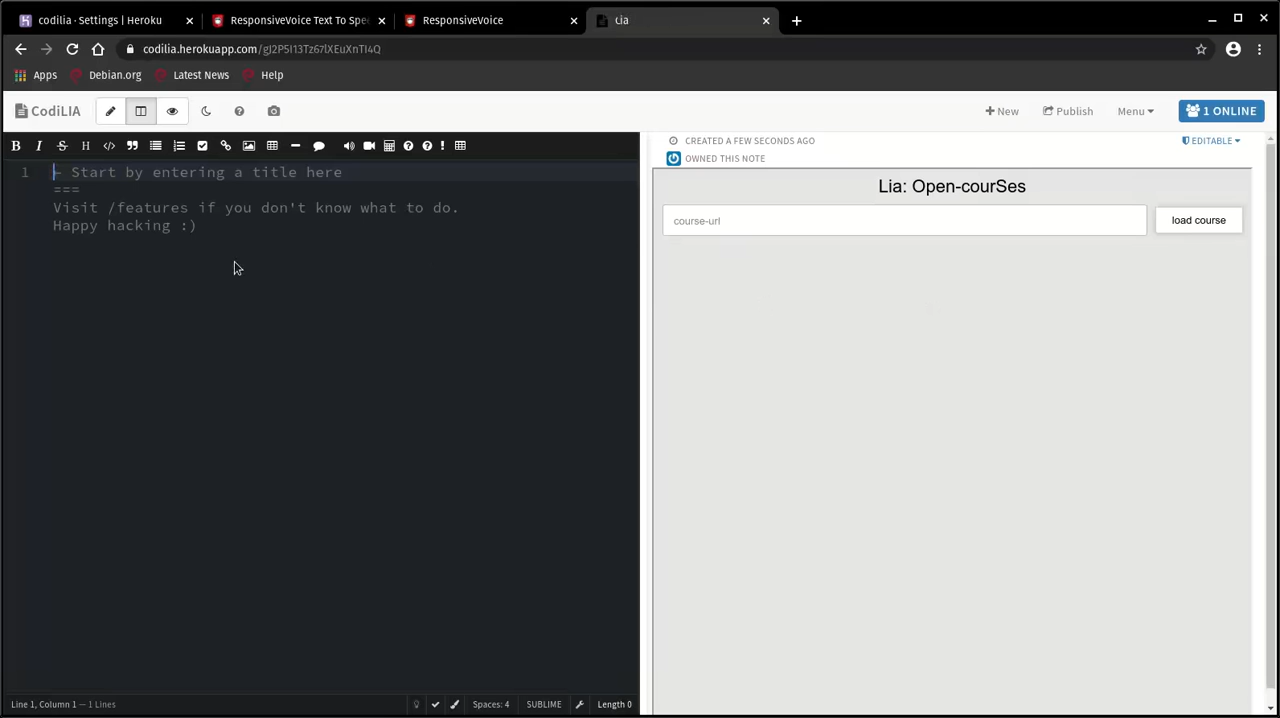 codilia · Settings | Heroku
ResponsiveVoice Text To Spee
ResponsiveVoice
Lia
codilia.herokuapp.com/gJ2P5I13Tz67lXEuXnTI4Q
Apps
Debian.org
Latest News
Help
CodiLIA
New
Publish
Menu
1 ONLINE
B I S H
CREATED A FEW SECONDS AGO
EDITABLE
OWNED THIS NOTE
1
- Start by entering a title here
===
Visit /features if you don't know what to do.
Happy hacking :)
Lia: Open-courSes
course-url
load course
Line 1, Column 1 — 1 Lines
Spaces: 4
SUBLIME
Length 0